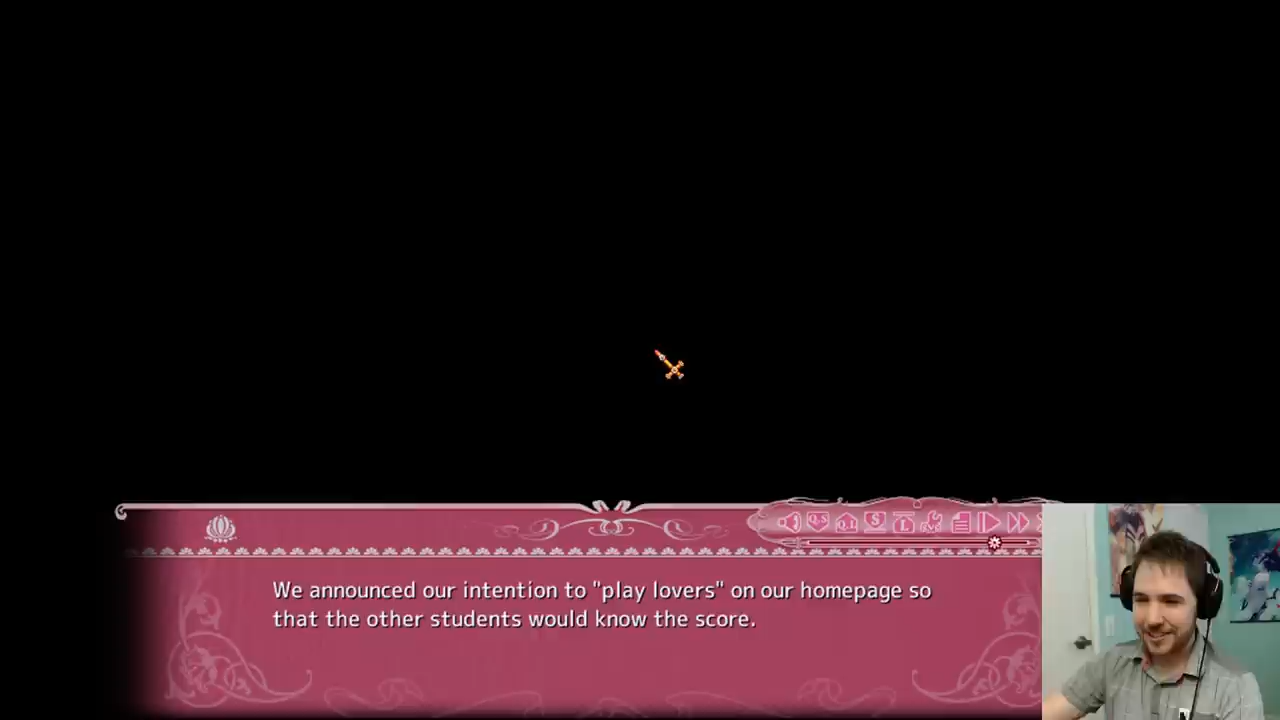 We announced our intention to "play lovers" on our homepage so
that the other students would know the score.